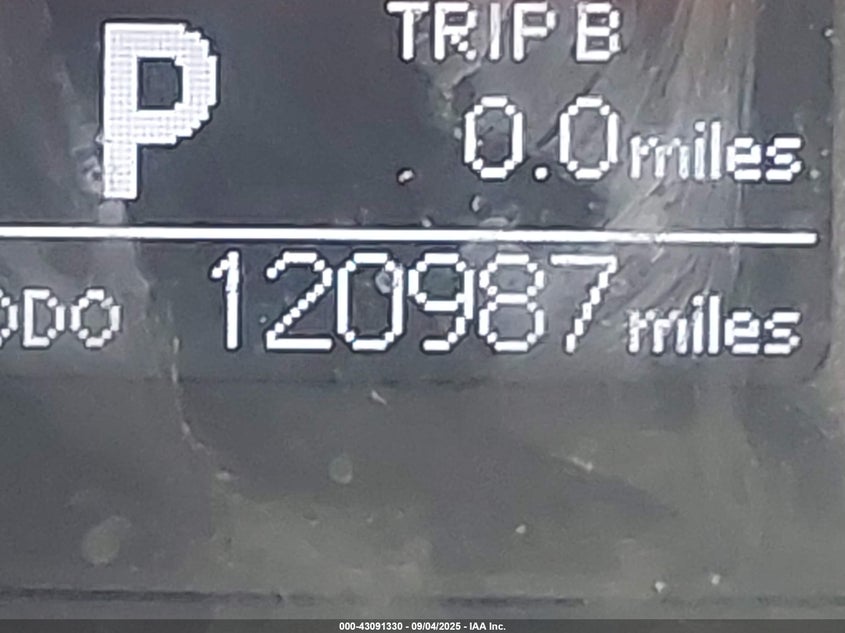 P
TRIP B
0.0 miles
ODO 120987 miles
000-43091330 - 09/04/2025 - IAA Inc.